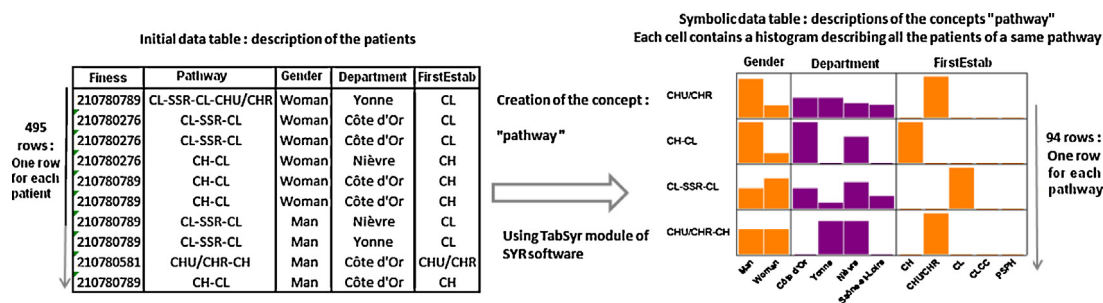 Initial data table : description of the patients
Finess Pathway Gender Department FirstEstab
210780789 CL-SSR-CL-CHU/CHR Woman Yonne CL
210780276 CL-SSR-CL Woman Côte d'Or CL
210780276 CL-SSR-CL Woman Côte d'Or CL
210780276 CH-CL Woman Nièvre CH
210780789 CH-CL Woman Côte d'Or CH
210780789 CH-CL Woman Côte d'Or CH
210780789 CL-SSR-CL Man Nièvre CL
210780789 CL-SSR-CL Man Yonne CL
210780581 CHU/CHR-CH Man Côte d'Or CHU/CHR
210780789 CH-CL Man Côte d'Or CH
495
rows :
One row
for each
patient
Creation of the concept :
"pathway"
Using TabSyr module of
SYR software
Symbolic data table : descriptions of the concepts "pathway"
Each cell contains a histogram describing all the patients of a same pathway
Gender Department FirstEstab
CHU/CHR
CH-CL
CL-SSR-CL
CHU/CHR-CH
Man Woman Côte d'Or Yonne Nièvre Saône-et-Loire CH CHU/CHR CL CLCC PSPH
94 rows :
One row
for each
pathway